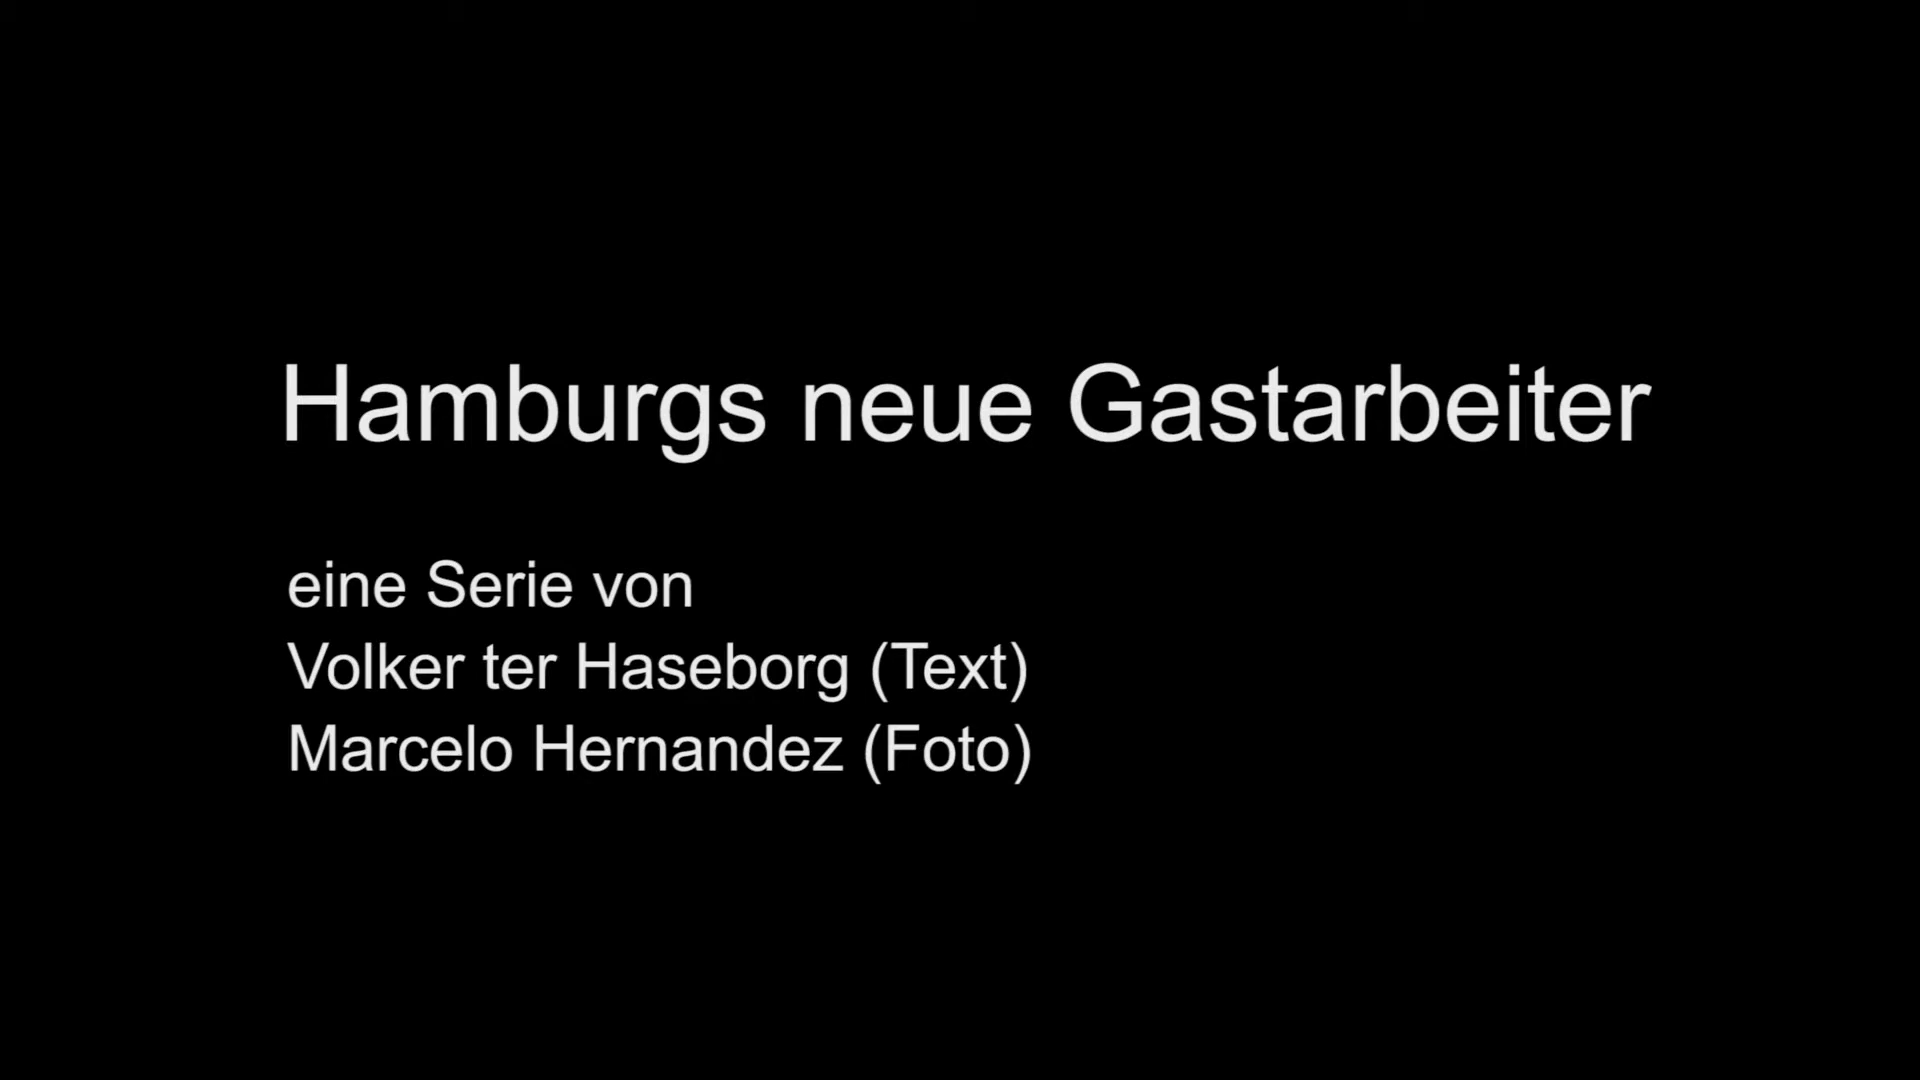 Hamburgs neue Gastarbeiter
eine Serie von
Volker ter Haseborg (Text)
Marcelo Hernandez (Foto)